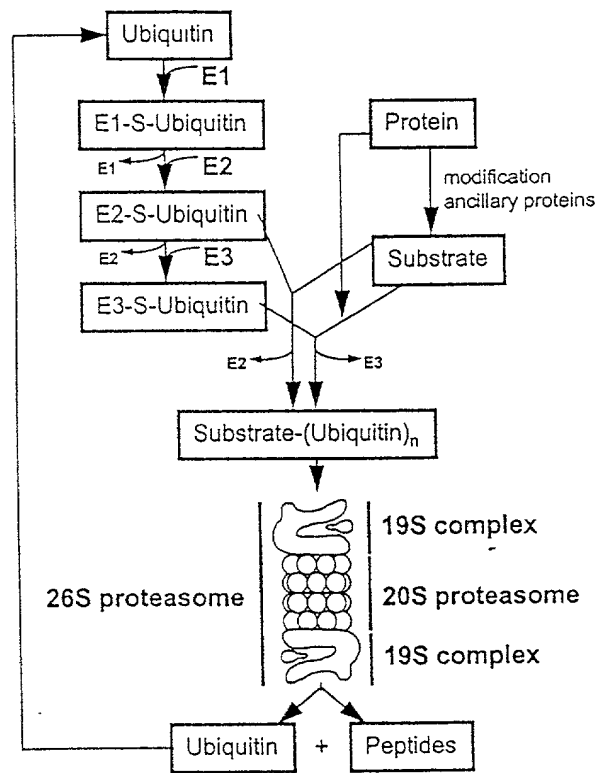 Ubiquitin
E1
E1-S-Ubiquitin
Protein
E1
E2
modification
ancillary proteins
E2-S-Ubiquitin
Substrate
E2
E3
E3-S-Ubiquitin
E2
E3
Substrate-(Ubiquitin)n
19S complex
26S proteasome
20S proteasome
19S complex
Ubiquitin + Peptides